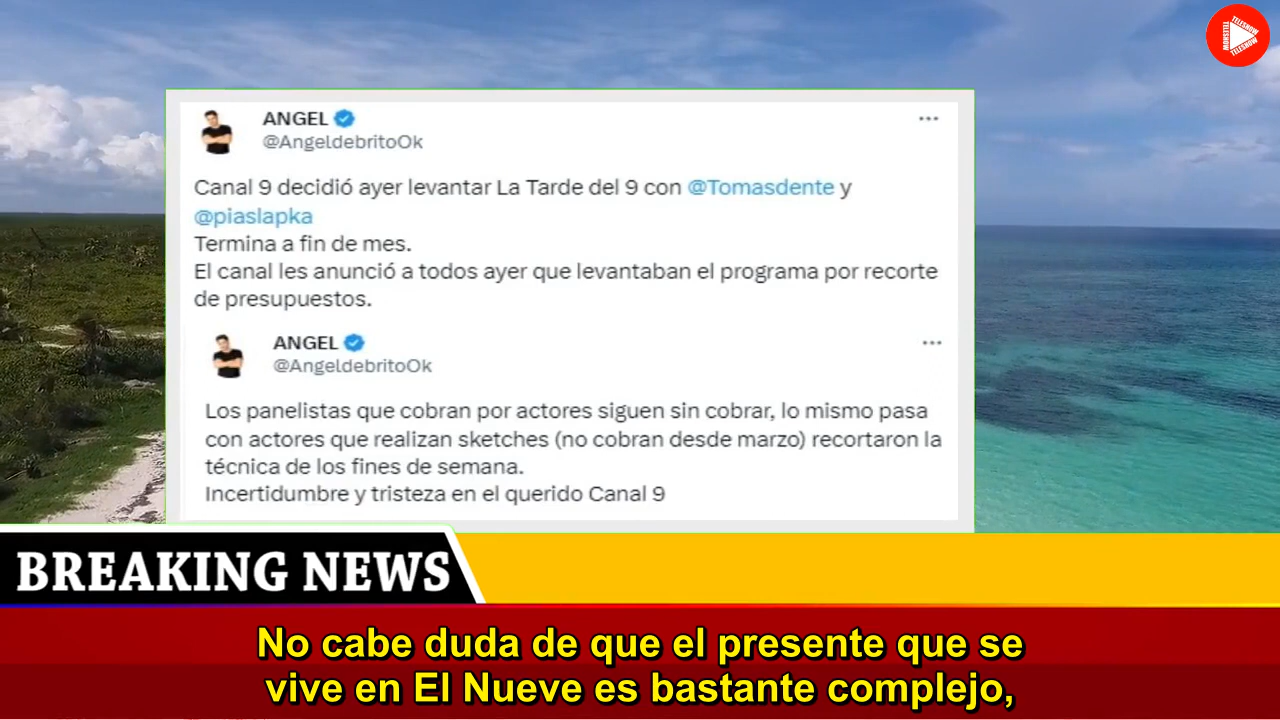 TELESHOW
TELESHOW
TELESHOW
ANGEL
@AngeldebritoOk
Canal 9 decidió ayer levantar La Tarde del 9 con @Tomasdente y
@piaslapka
Termina a fin de mes.
El canal les anunció a todos ayer que levantaban el programa por recorte
de presupuestos.
ANGEL
@AngeldebritoOk
Los panelistas que cobran por actores siguen sin cobrar, lo mismo pasa
con actores que realizan sketches (no cobran desde marzo) recortaron la
técnica de los fines de semana.
Incertidumbre y tristeza en el querido Canal 9
BREAKING NEWS
No cabe duda de que el presente que se
vive en El Nueve es bastante complejo,